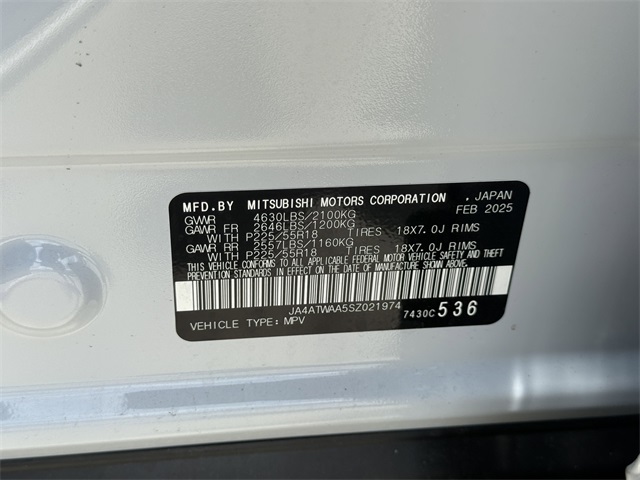 MFD.BY MITSUBISHI MOTORS CORPORATION , JAPAN
GVWR 4630LBS/2100KG FEB 2025
GAWR FR 2646LBS/1200KG
WITH P225/55R18 TIRES 18X7.0J RIMS
GAWR RR 2557LBS/1160KG
WITH P225/55R18 TIRES 18X7.0J RIMS
THIS VEHICLE CONFORMS TO ALL APPLICABLE FEDERAL MOTOR VEHICLE SAFETY AND THEFT
PREVENTION STANDARDS IN EFFECT ON THE DATE OF MANUFACTURE SHOWN ABOVE.
JA4ATWAA5SZ021974
VEHICLE TYPE: MPV 7430C 536